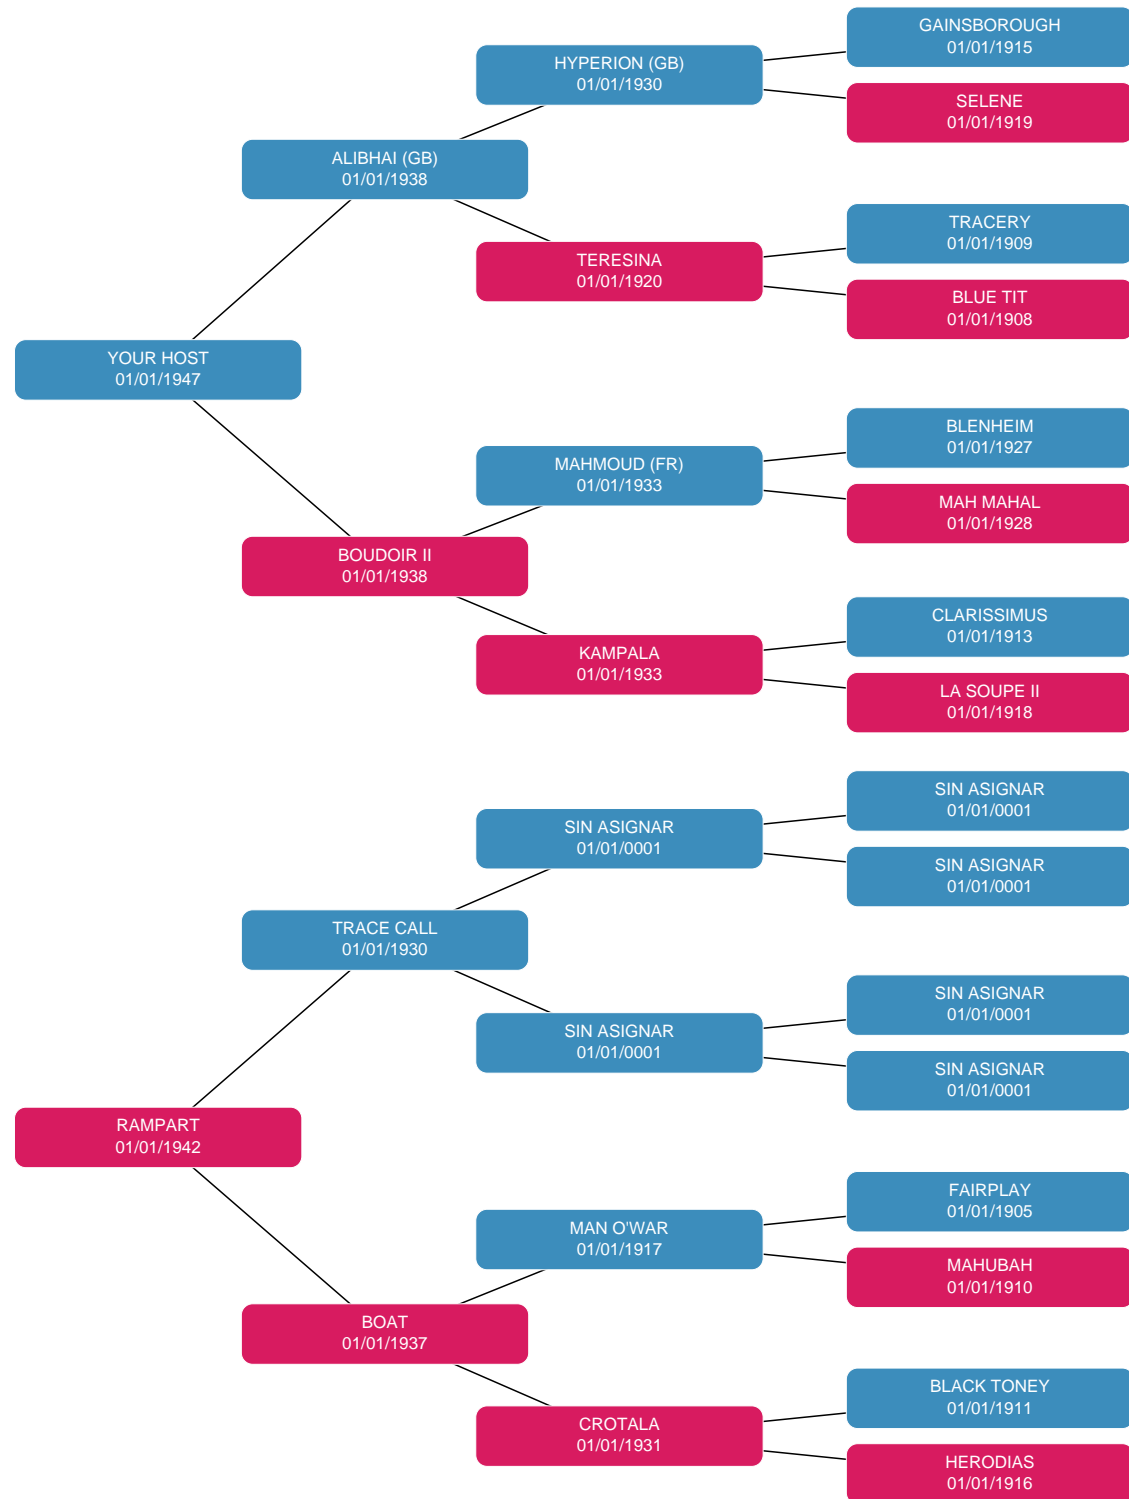 GAINSBOROUGH
01/01/1915
HYPERION (GB)
01/01/1930
SELENE
01/01/1919
ALIBHAI (GB)
01/01/1938
TRACERY
01/01/1909
TERESINA
01/01/1920
BLUE TIT
01/01/1908
YOUR HOST
01/01/1947
BLENHEIM
01/01/1927
MAHMOUD (FR)
01/01/1933
MAH MAHAL
01/01/1928
BOUDOIR II
01/01/1938
CLARISSIMUS
01/01/1913
KAMPALA
01/01/1933
LA SOUPE II
01/01/1918
SIN ASIGNAR
01/01/0001
SIN ASIGNAR
01/01/0001
SIN ASIGNAR
01/01/0001
TRACE CALL
01/01/1930
SIN ASIGNAR
01/01/0001
SIN ASIGNAR
01/01/0001
SIN ASIGNAR
01/01/0001
RAMPART
01/01/1942
FAIRPLAY
01/01/1905
MAN O'WAR
01/01/1917
MAHUBAH
01/01/1910
BOAT
01/01/1937
BLACK TONEY
01/01/1911
CROTALA
01/01/1931
HERODIAS
01/01/1916